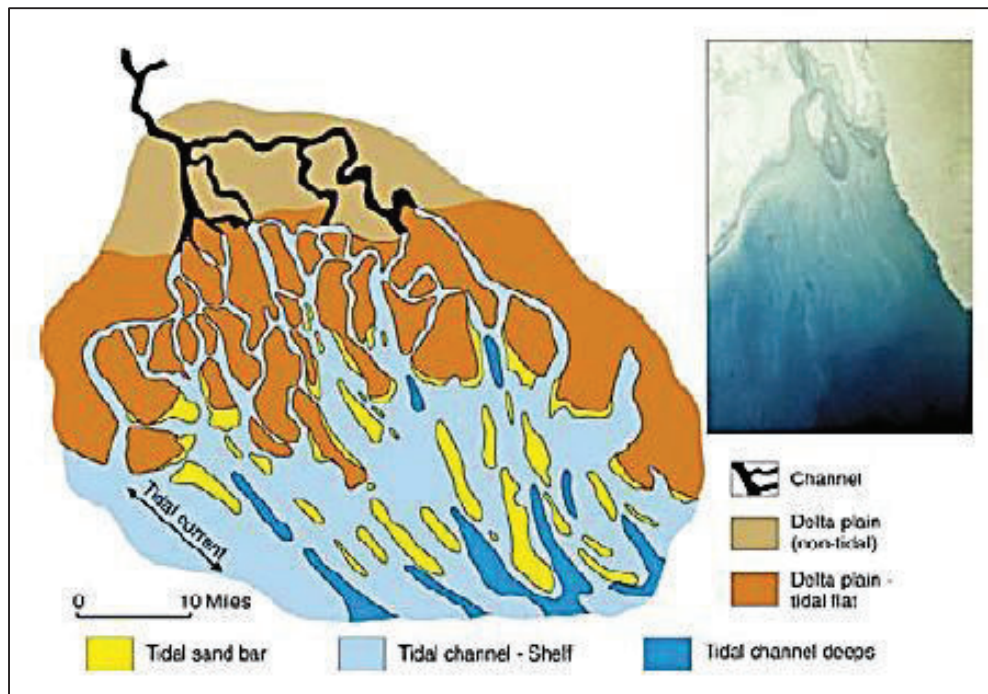 Channel
Delta plain
(non-tidal)
Delta plain -
tidal flat
Tidal current
0 10 Miles
Tidal sand bar
Tidal channel - Shelf
Tidal channel deeps